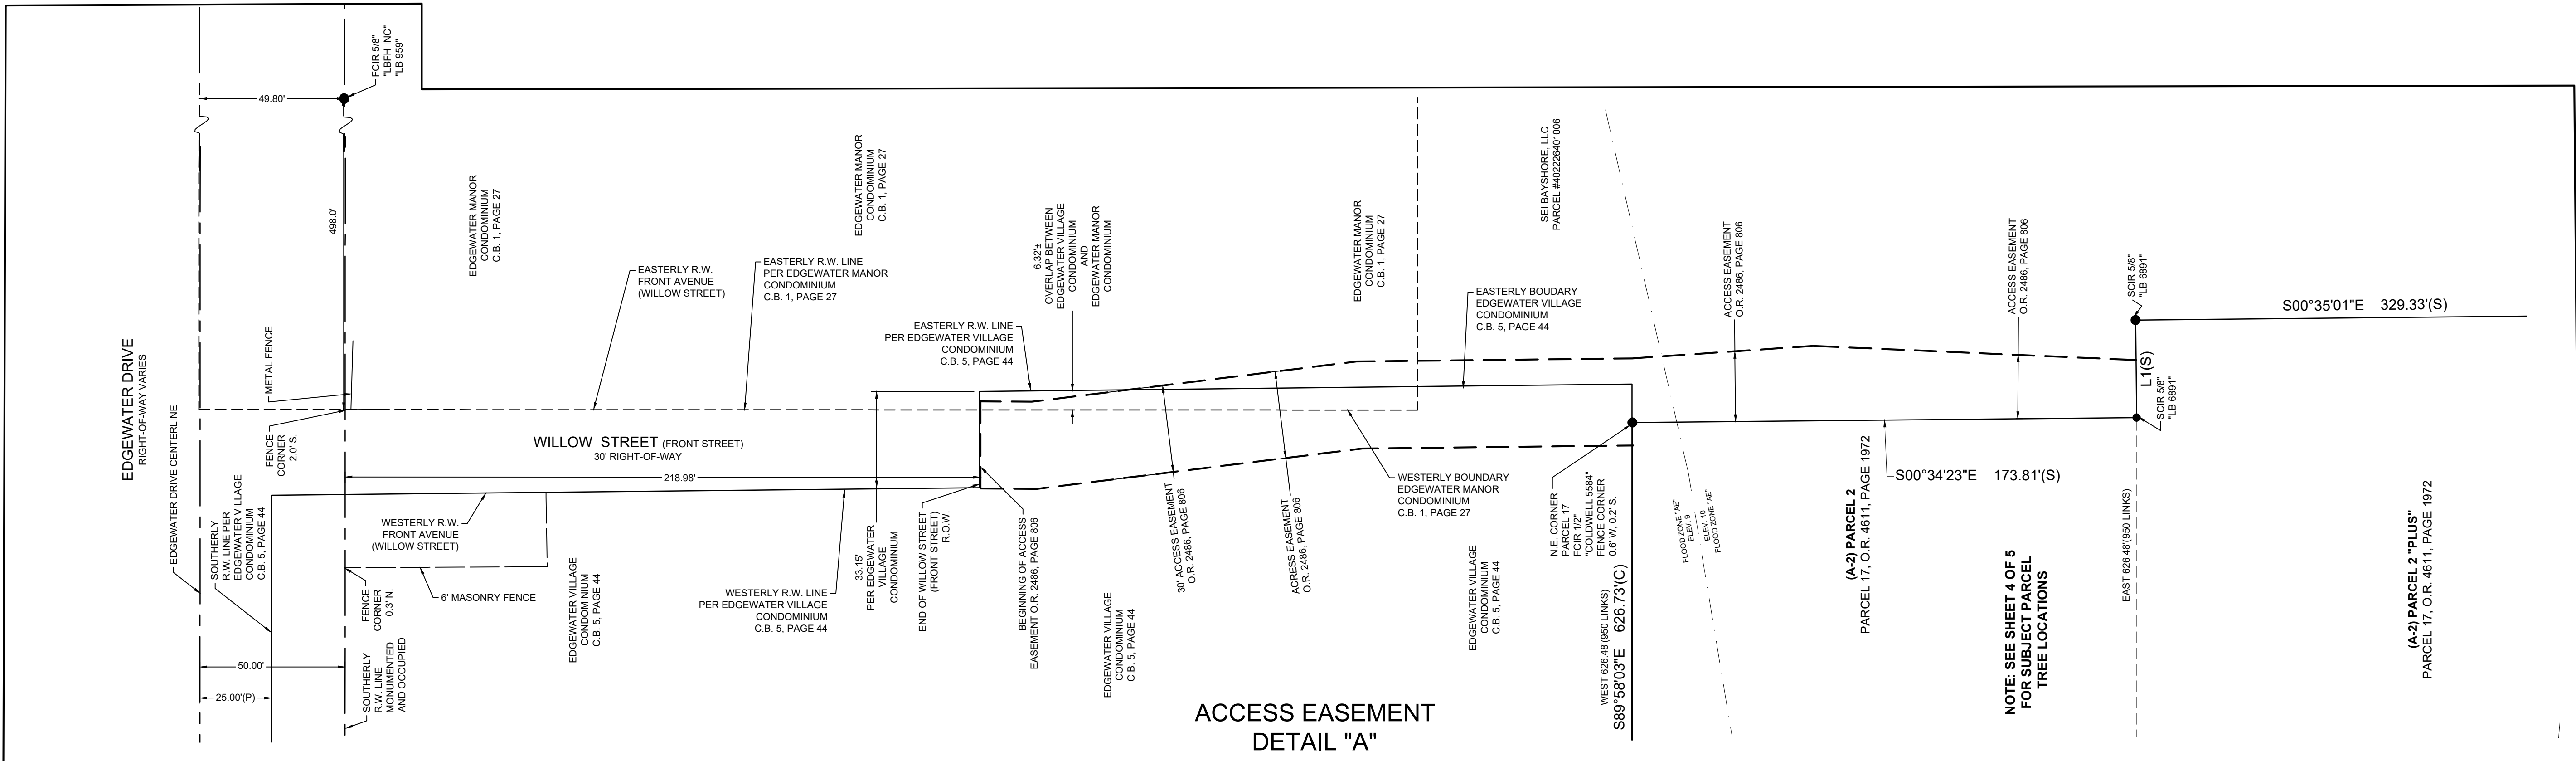 EDGEWATER DRIVE
RIGHT-OF-WAY VARIES
EDGEWATER DRIVE CENTERLINE
49.80'
FCIR 5/8"
"LBFH INC"
"LB 959"
498.0'
METAL FENCE
FENCE
CORNER
2.0' S.
SOUTHERLY
R.W. LINE PER
EDGEWATER VILLAGE
CONDOMINIUM
C.B. 5, PAGE 44
50.00'
25.00'(P)
SOUTHERLY
R.W. LINE
MONUMENTED
AND OCCUPIED
FENCE
CORNER
0.3' N.
WESTERLY R.W.
FRONT AVENUE
(WILLOW STREET)
6' MASONRY FENCE
EDGEWATER MANOR
CONDOMINIUM
C.B. 1, PAGE 27
EASTERLY R.W.
FRONT AVENUE
(WILLOW STREET)
EASTERLY R.W. LINE
PER EDGEWATER MANOR
CONDOMINIUM
C.B. 1, PAGE 27
WILLOW STREET (FRONT STREET)
30' RIGHT-OF-WAY
218.98'
EDGEWATER VILLAGE
CONDOMINIUM
C.B. 5, PAGE 44
WESTERLY R.W. LINE
PER EDGEWATER VILLAGE
CONDOMINIUM
C.B. 5, PAGE 44
EDGEWATER MANOR
CONDOMINIUM
C.B. 1, PAGE 27
EASTERLY R.W. LINE
PER EDGEWATER VILLAGE
CONDOMINIUM
C.B. 5, PAGE 44
33.15'
PER EDGEWATER
VILLAGE
CONDOMINIUM
END OF WILLOW STREET
(FRONT STREET)
R.O.W.
BEGINNING OF ACCESS
EASEMENT O.R. 2486, PAGE 806
6.32'±
OVERLAP BETWEEN
EDGEWATER VILLAGE
CONDOMINIUM
AND
EDGEWATER MANOR
CONDOMINIUM
EDGEWATER VILLAGE
CONDOMINIUM
C.B. 5, PAGE 44
30' ACCESS EASEMENT
O.R. 2486, PAGE 806
ACRESS EASEMENT
O.R. 2486, PAGE 806
EDGEWATER MANOR
CONDOMINIUM
C.B. 1, PAGE 27
EASTERLY BOUDARY
EDGEWATER VILLAGE
CONDOMINIUM
C.B. 5, PAGE 44
WESTERLY BOUNDARY
EDGEWATER MANOR
CONDOMINIUM
C.B. 1, PAGE 27
EDGEWATER VILLAGE
CONDOMINIUM
C.B. 5, PAGE 44
SEI BAYSHORE, LLC
PARCEL #402226401006
N.E. CORNER
PARCEL 17
FCIR 1/2"
"COLDWELL 5584"
FENCE CORNER
0.6' W, 0.2' S.
WEST 626.48'(950 LINKS)
S89°58'03"E 626.73'(C)
FLOOD ZONE "AE"
ELEV. 9
ELEV. 10
FLOOD ZONE "AE"
ACCESS EASEMENT
O.R. 2486, PAGE 806
S00°34'23"E 173.81'(S)
(A-2) PARCEL 2
PARCEL 17, O.R. 4611, PAGE 1972
ACCESS EASEMENT
O.R. 2486, PAGE 806
NOTE: SEE SHEET 4 OF 5
FOR SUBJECT PARCEL
TREE LOCATIONS
SCIR 5/8"
"LB 6891"
L1(S)
SCIR 5/8"
"LB 6891"
EAST 626.48'(950 LINKS)
S00°35'01"E 329.33'(S)
(A-2) PARCEL 2 "PLUS"
PARCEL 17, O.R. 4611, PAGE 1972
ACCESS EASEMENT
DETAIL "A"